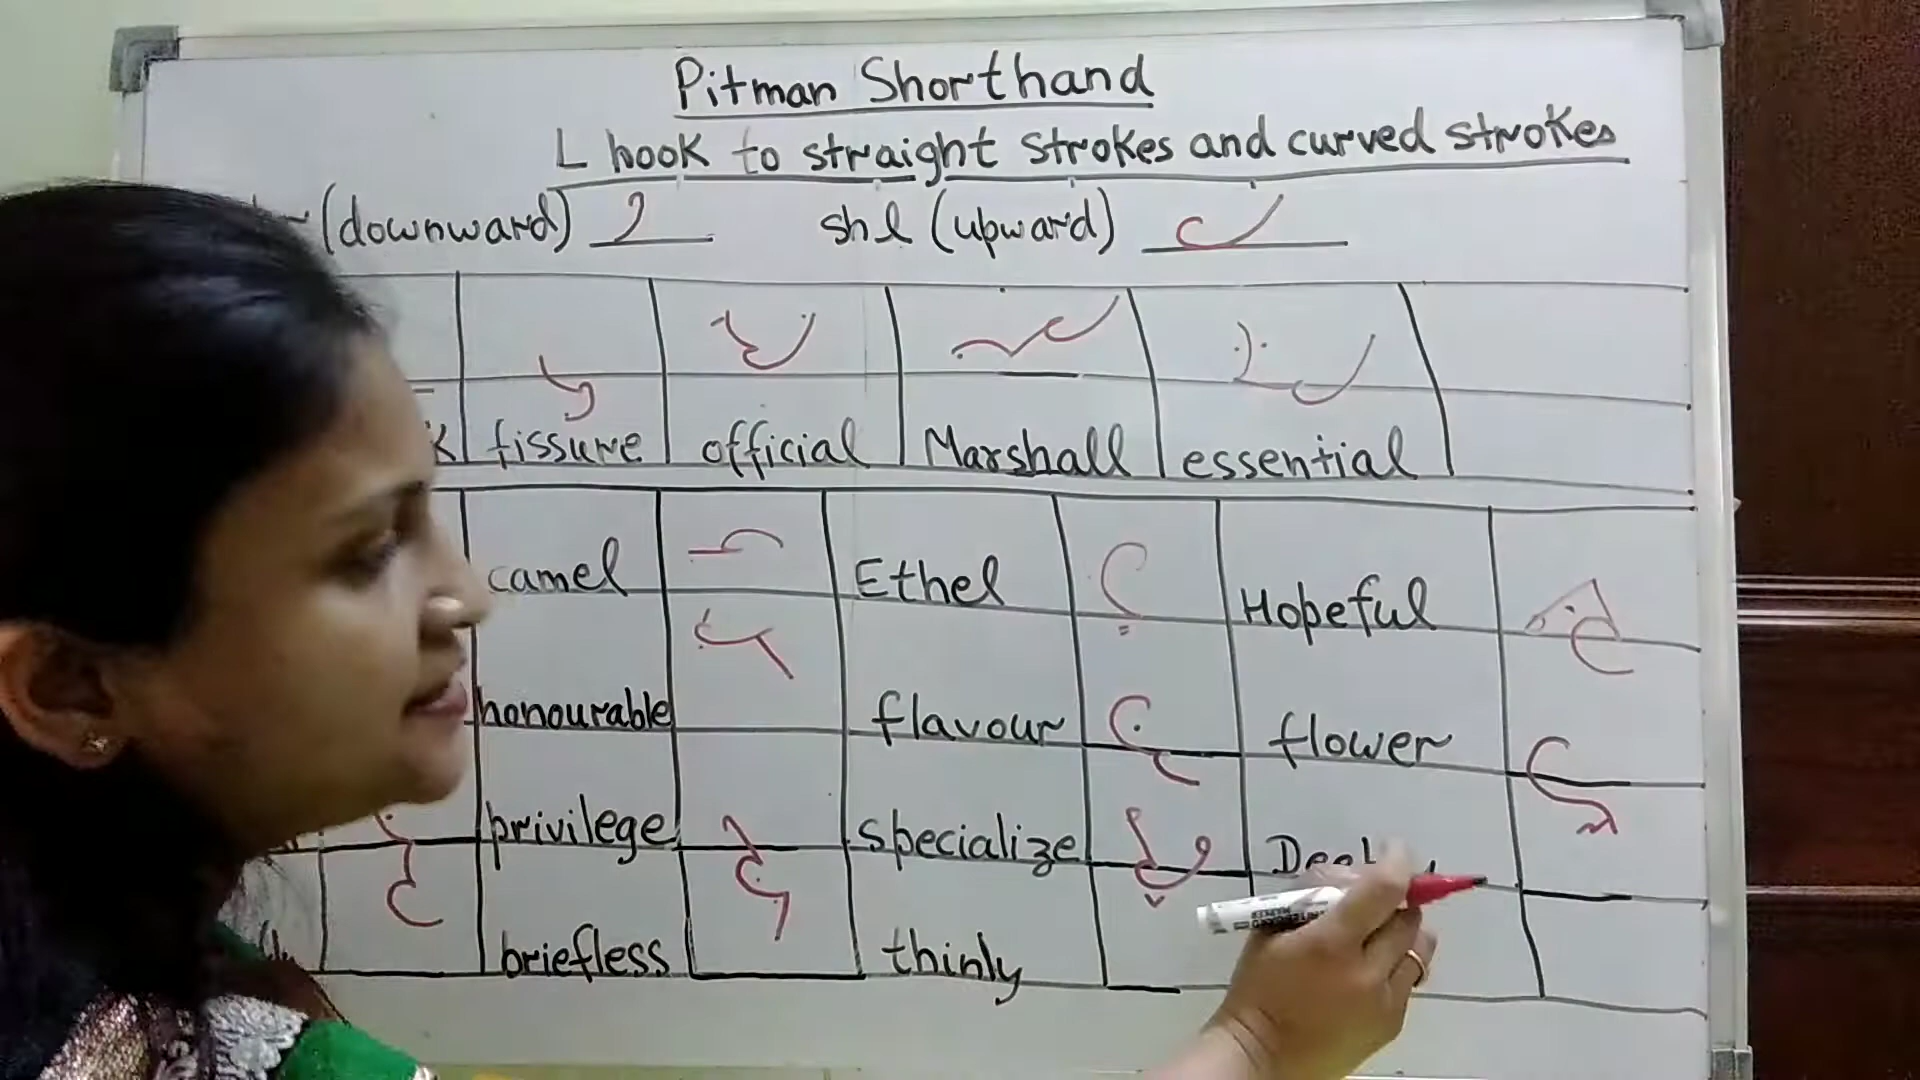 Pitman Shorthand
L hook to straight strokes and curved strokes
(downward) shl (upward)
fissure official Marshall essential
camel Ethel Hopeful
honourable flavour flower
privilege specialize
briefless thinly